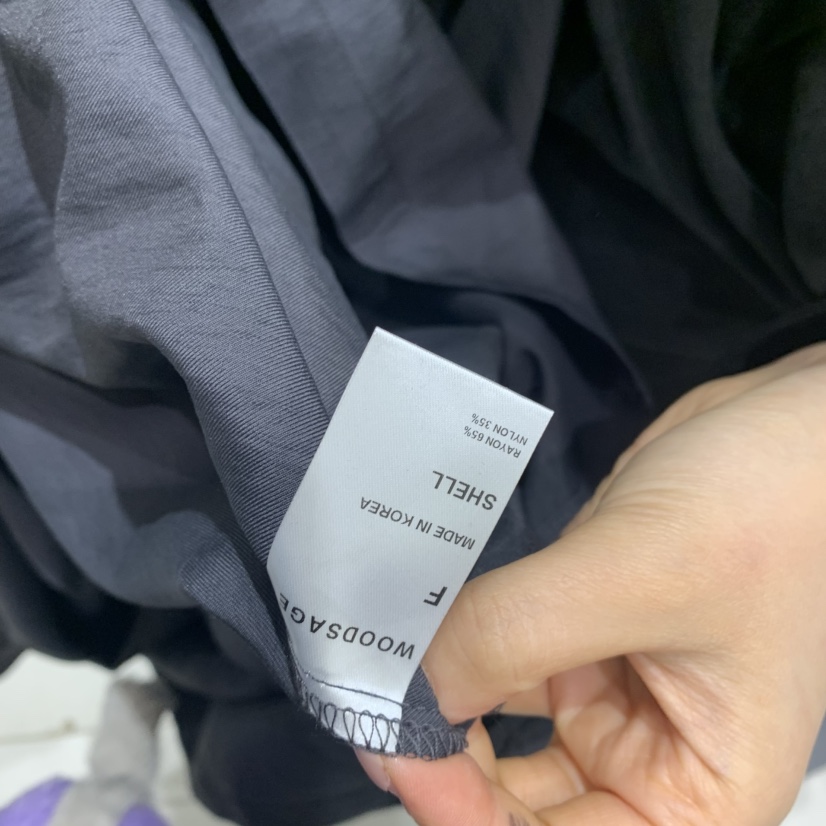 WOODSAGE
F
MADE IN KOREA
SHELL
RAYON 65%
NYLON 35%